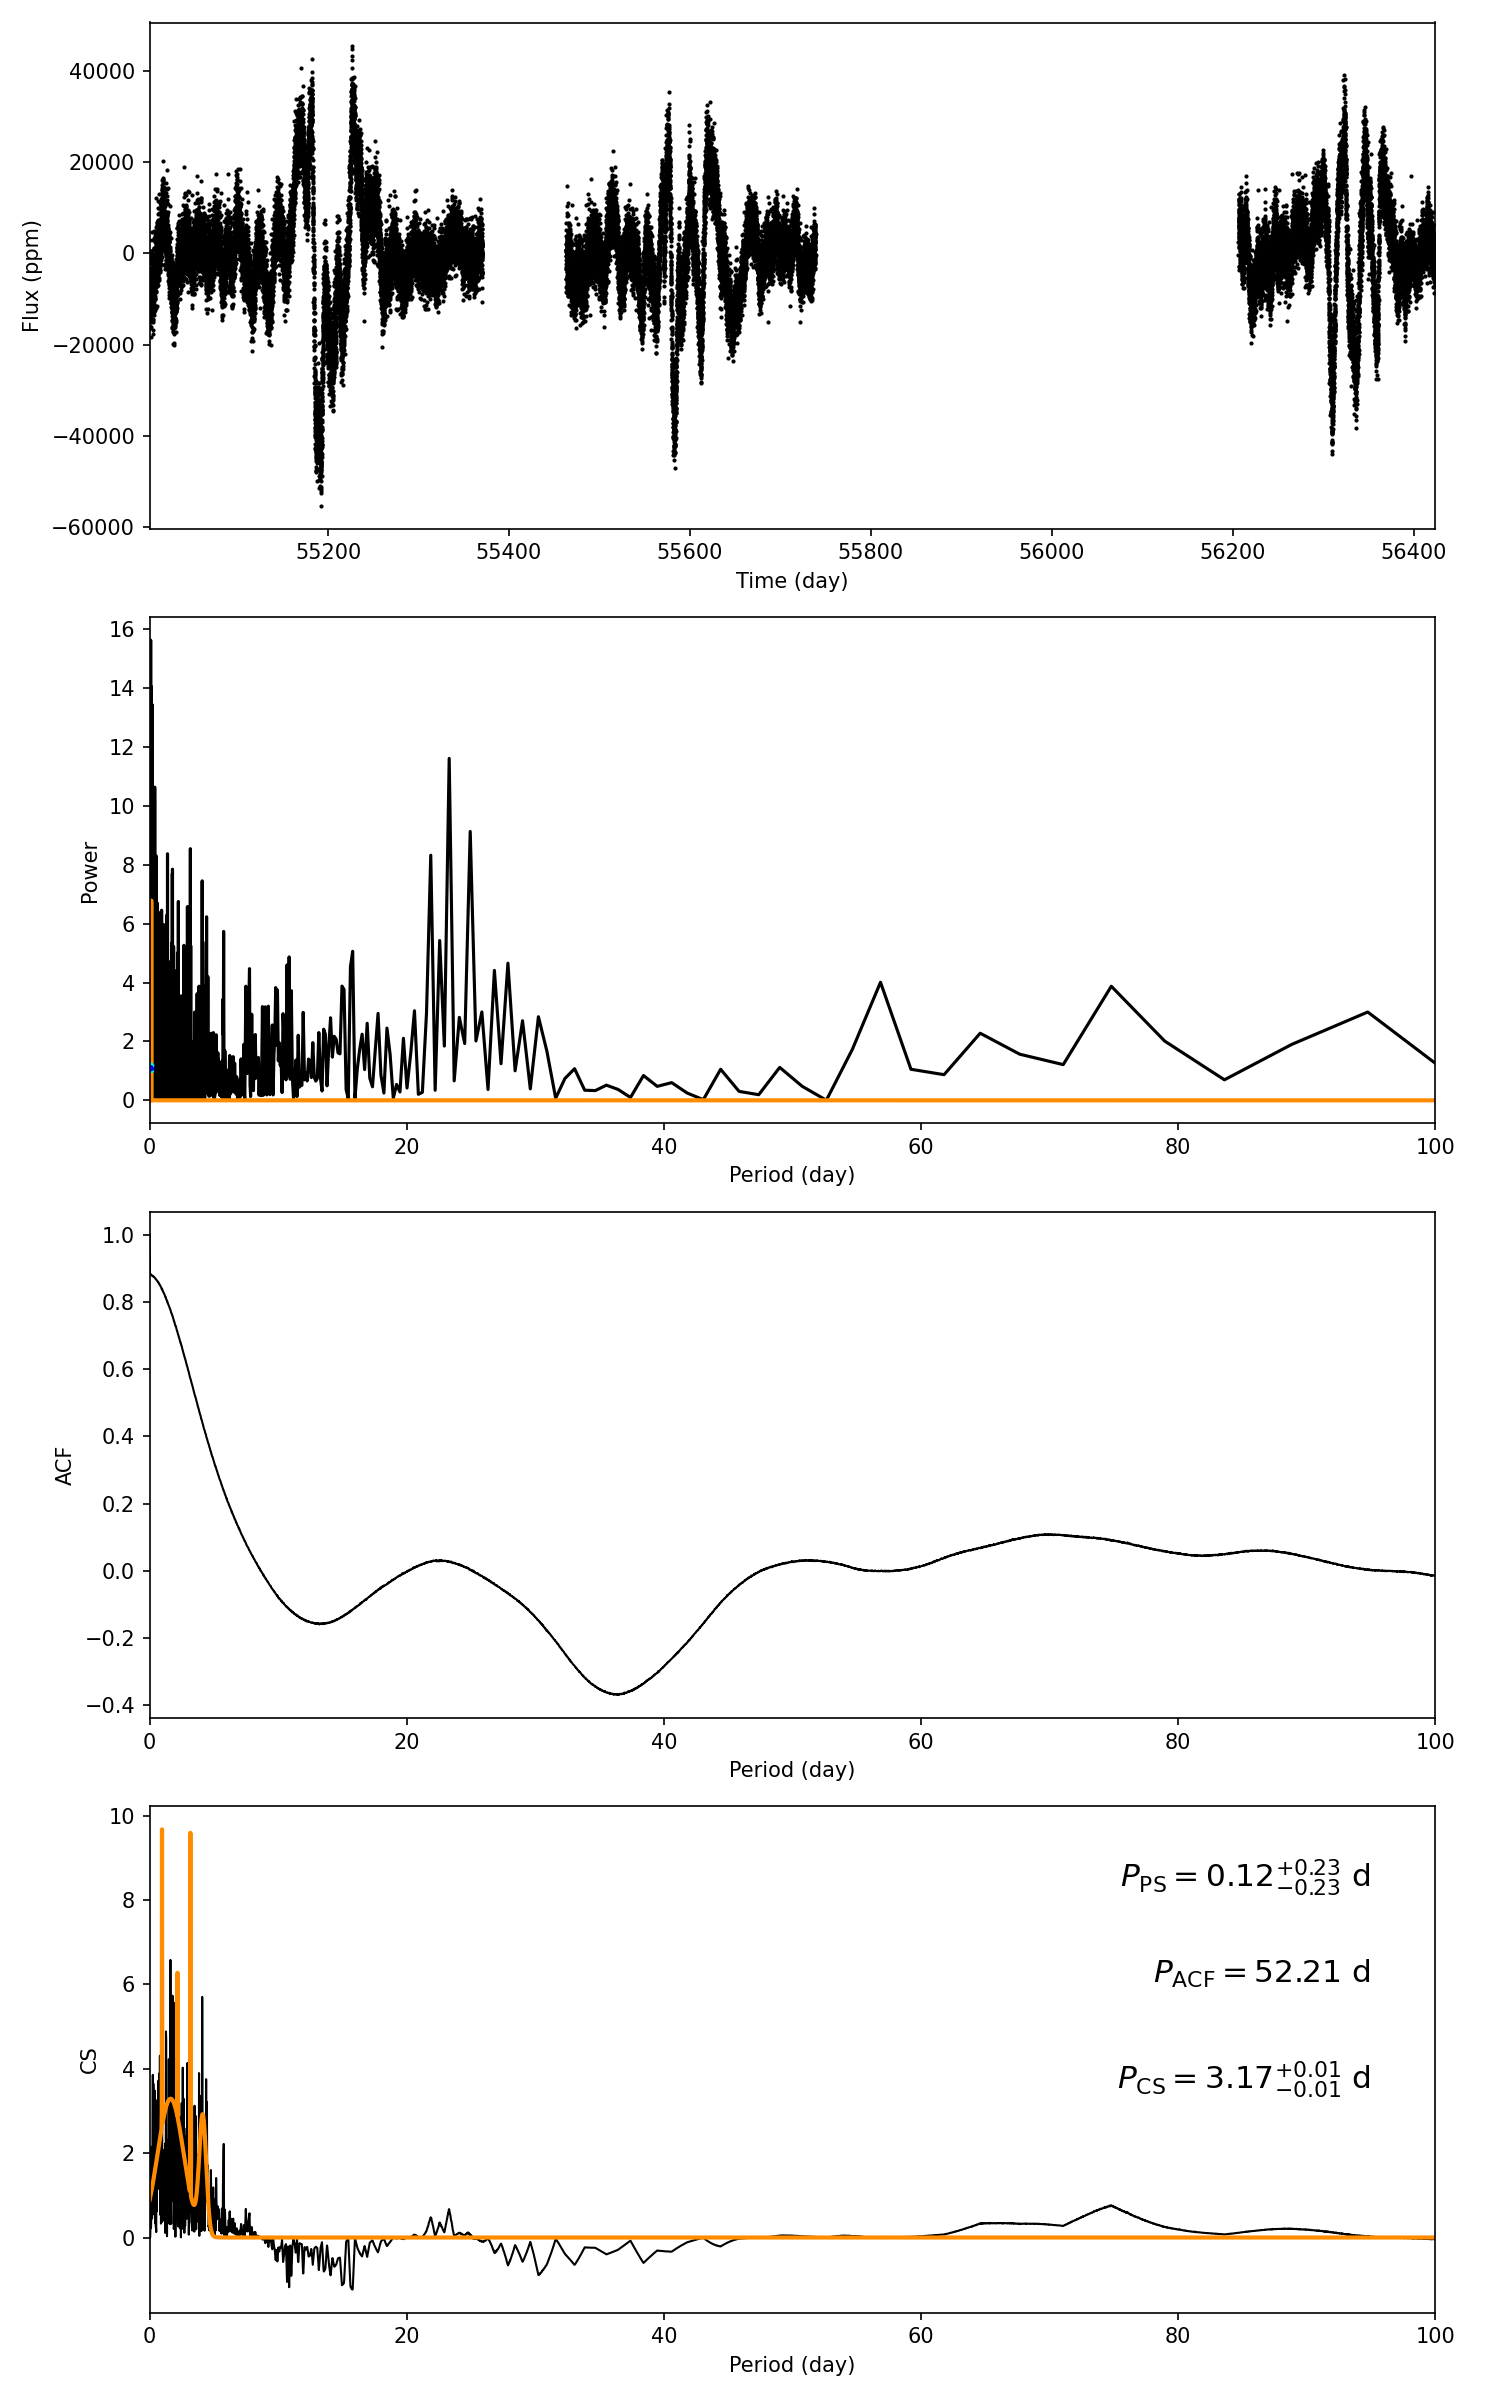 40000
20000
0
−20000
−40000
−60000
Flux (ppm)
55200 55400 55600 55800 56000 56200 56400
Time (day)
16
14
12
10
8
6
4
2
0
Power
0 20 40 60 80 100
Period (day)
1.0
0.8
0.6
0.4
0.2
0.0
−0.2
−0.4
ACF
0 20 40 60 80 100
Period (day)
10
8
6
4
2
0
CS
P_PS = 0.12^{+0.23}_{−0.23} d
P_ACF = 52.21 d
P_CS = 3.17^{+0.01}_{−0.01} d
0 20 40 60 80 100
Period (day)